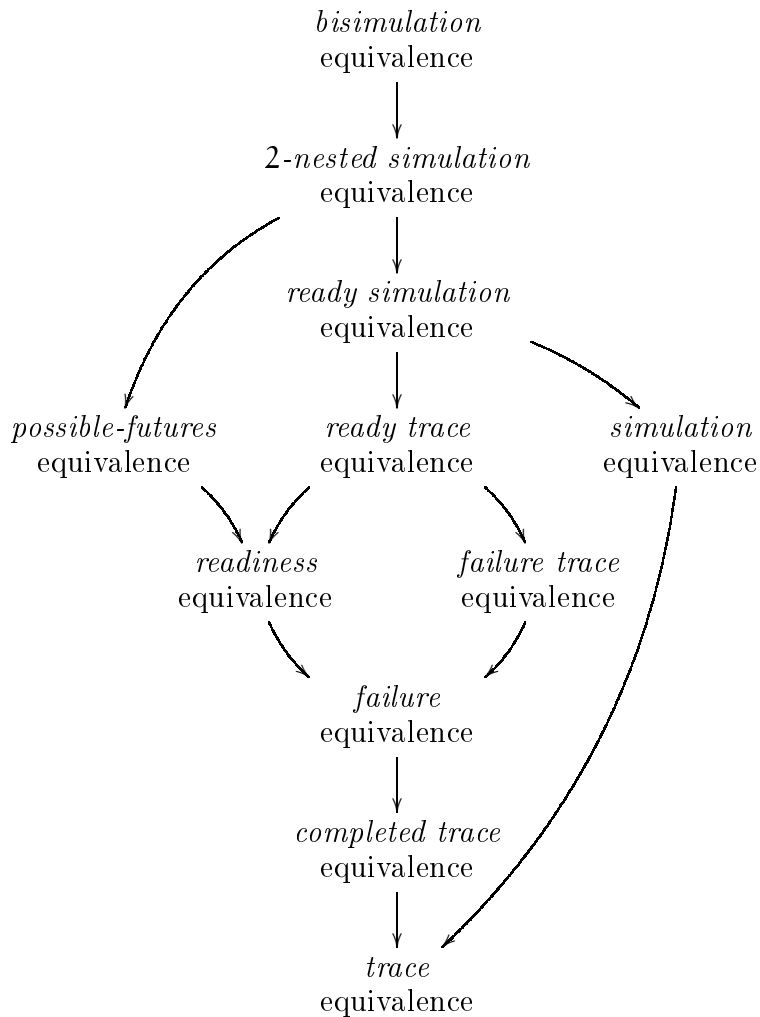 bisimulation
equivalence
2-nested simulation
equivalence
ready simulation
equivalence
possible-futures
equivalence
ready trace
equivalence
simulation
equivalence
readiness
equivalence
failure trace
equivalence
failure
equivalence
completed trace
equivalence
trace
equivalence